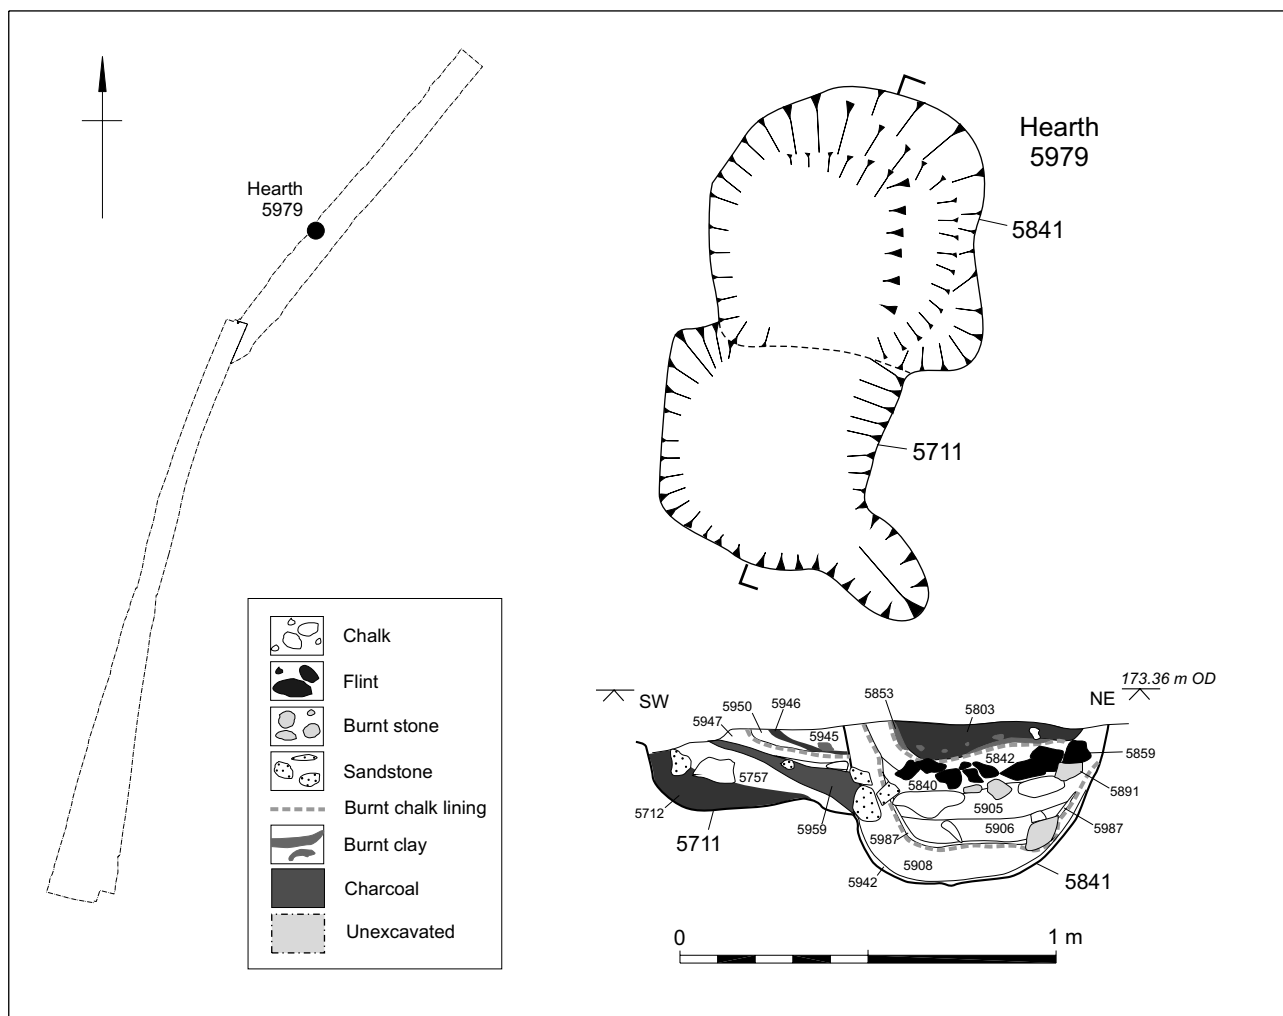 Hearth
5979
Hearth
5979
5841
5711
Chalk
Flint
Burnt stone
Sandstone
Burnt chalk lining
Burnt clay
Charcoal
Unexcavated
173.36 m OD
SW
NE
5853
5946
5950
5947
5803
5945
5842
5859
5757
5840
5891
5905
5712
5959
5906
5987
5987
5711
5908
5942
5841
0
1 m